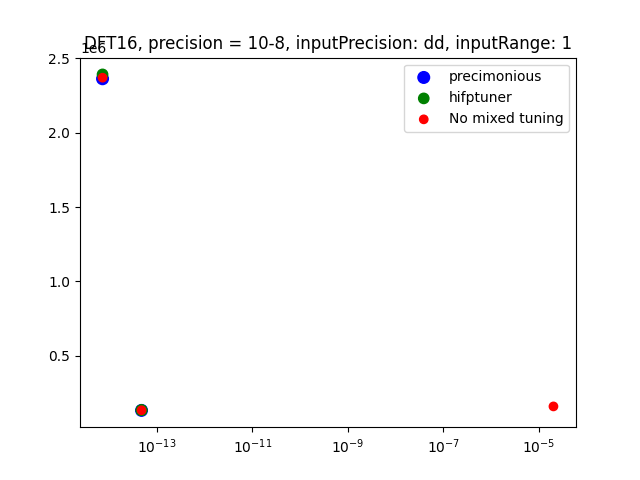 DFT16, precision = 10-8, inputPrecision: dd, inputRange: 1
1e6
2.5
2.0
1.5
1.0
0.5
precimonious
hifptuner
No mixed tuning
10⁻¹³ 10⁻¹¹ 10⁻⁹ 10⁻⁷ 10⁻⁵